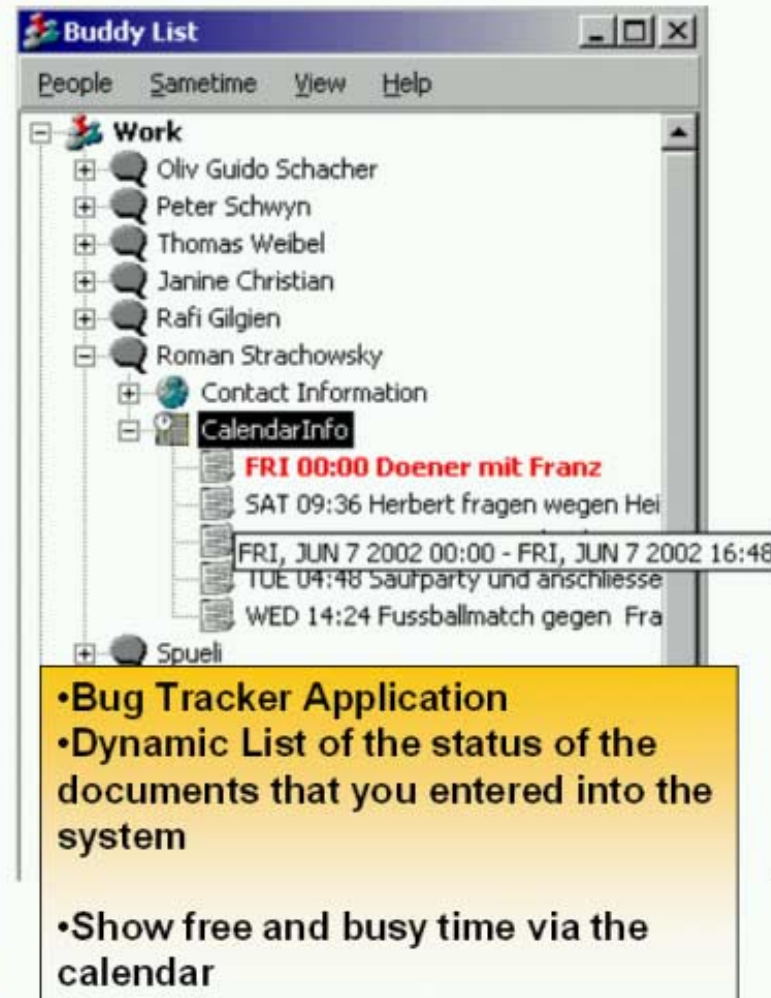 Buddy List
People Sametime View Help
Work
Oliv Guido Schacher
Peter Schwyn
Thomas Weibel
Janine Christian
Rafi Gilgien
Roman Strachowsky
Contact Information
CalendarInfo
FRI 00:00 Doener mit Franz
SAT 09:36 Herbert fragen wegen Hei
FRI, JUN 7 2002 00:00 - FRI, JUN 7 2002 16:48
TUE 04:48 Saufparty und anschliesse
WED 14:24 Fussballmatch gegen Fra
Spueli
•Bug Tracker Application
•Dynamic List of the status of the
documents that you entered into the
system
•Show free and busy time via the
calendar